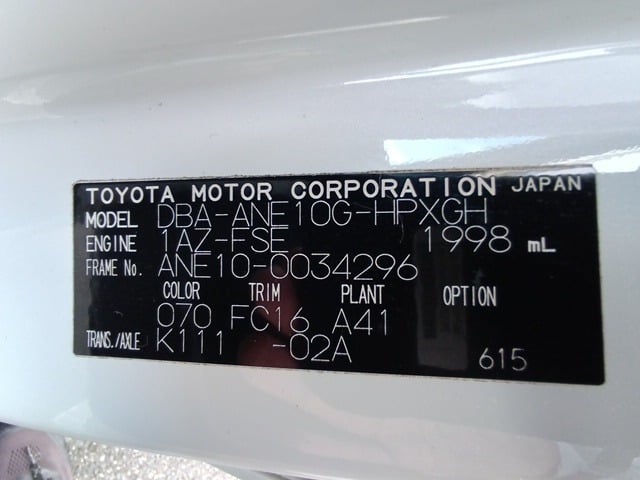 TOYOTA MOTOR CORPORATION JAPAN
MODEL DBA-ANE10G-HPXGH
ENGINE 1AZ-FSE 1998 mL
FRAME No. ANE10-0034296
COLOR TRIM PLANT OPTION
070 FC16 A41
TRANS./AXLE K111 -02A
615